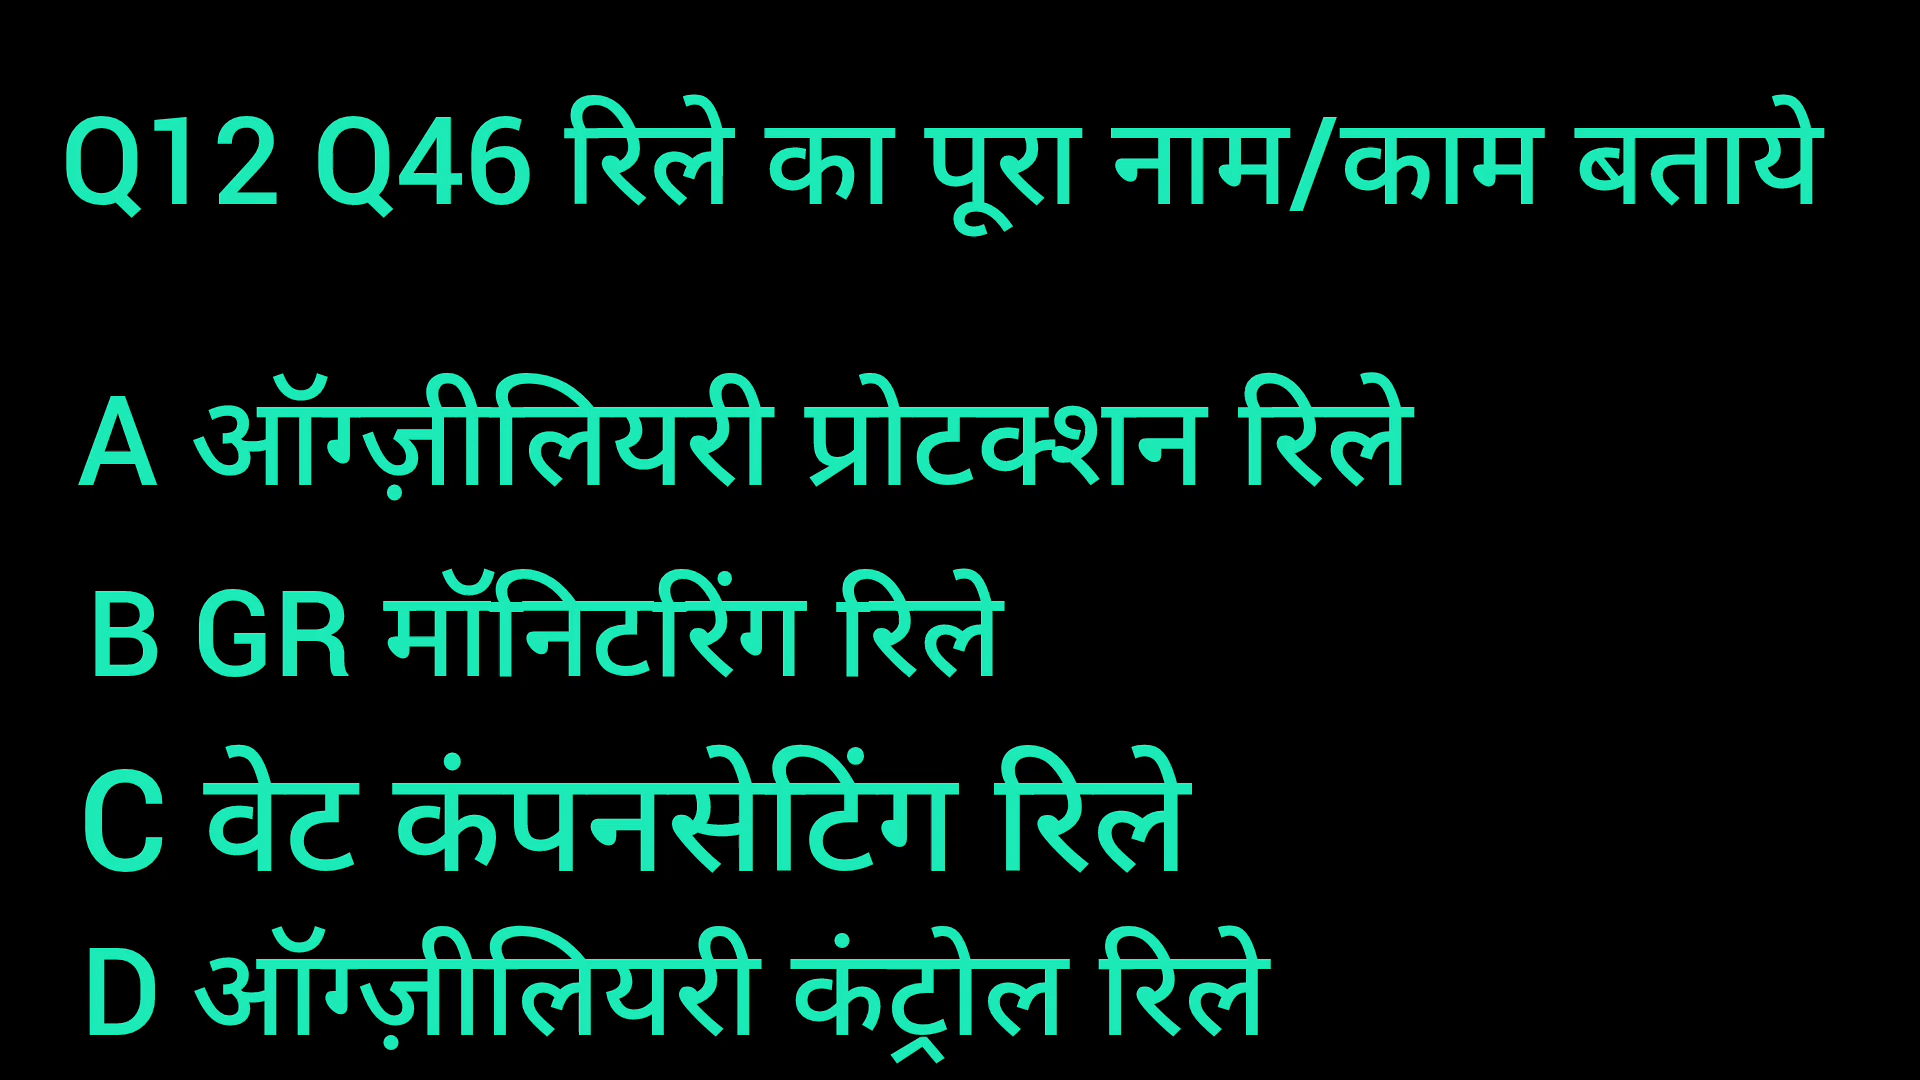 Q12 Q46 रिले का पूरा नाम/काम बताये
A ऑग्ज़ीलियरी प्रोटक्शन रिले
B GR मॉनिटरिंग रिले
C वेट कंपनसेटिंग रिले
D ऑग्ज़ीलियरी कंट्रोल रिले